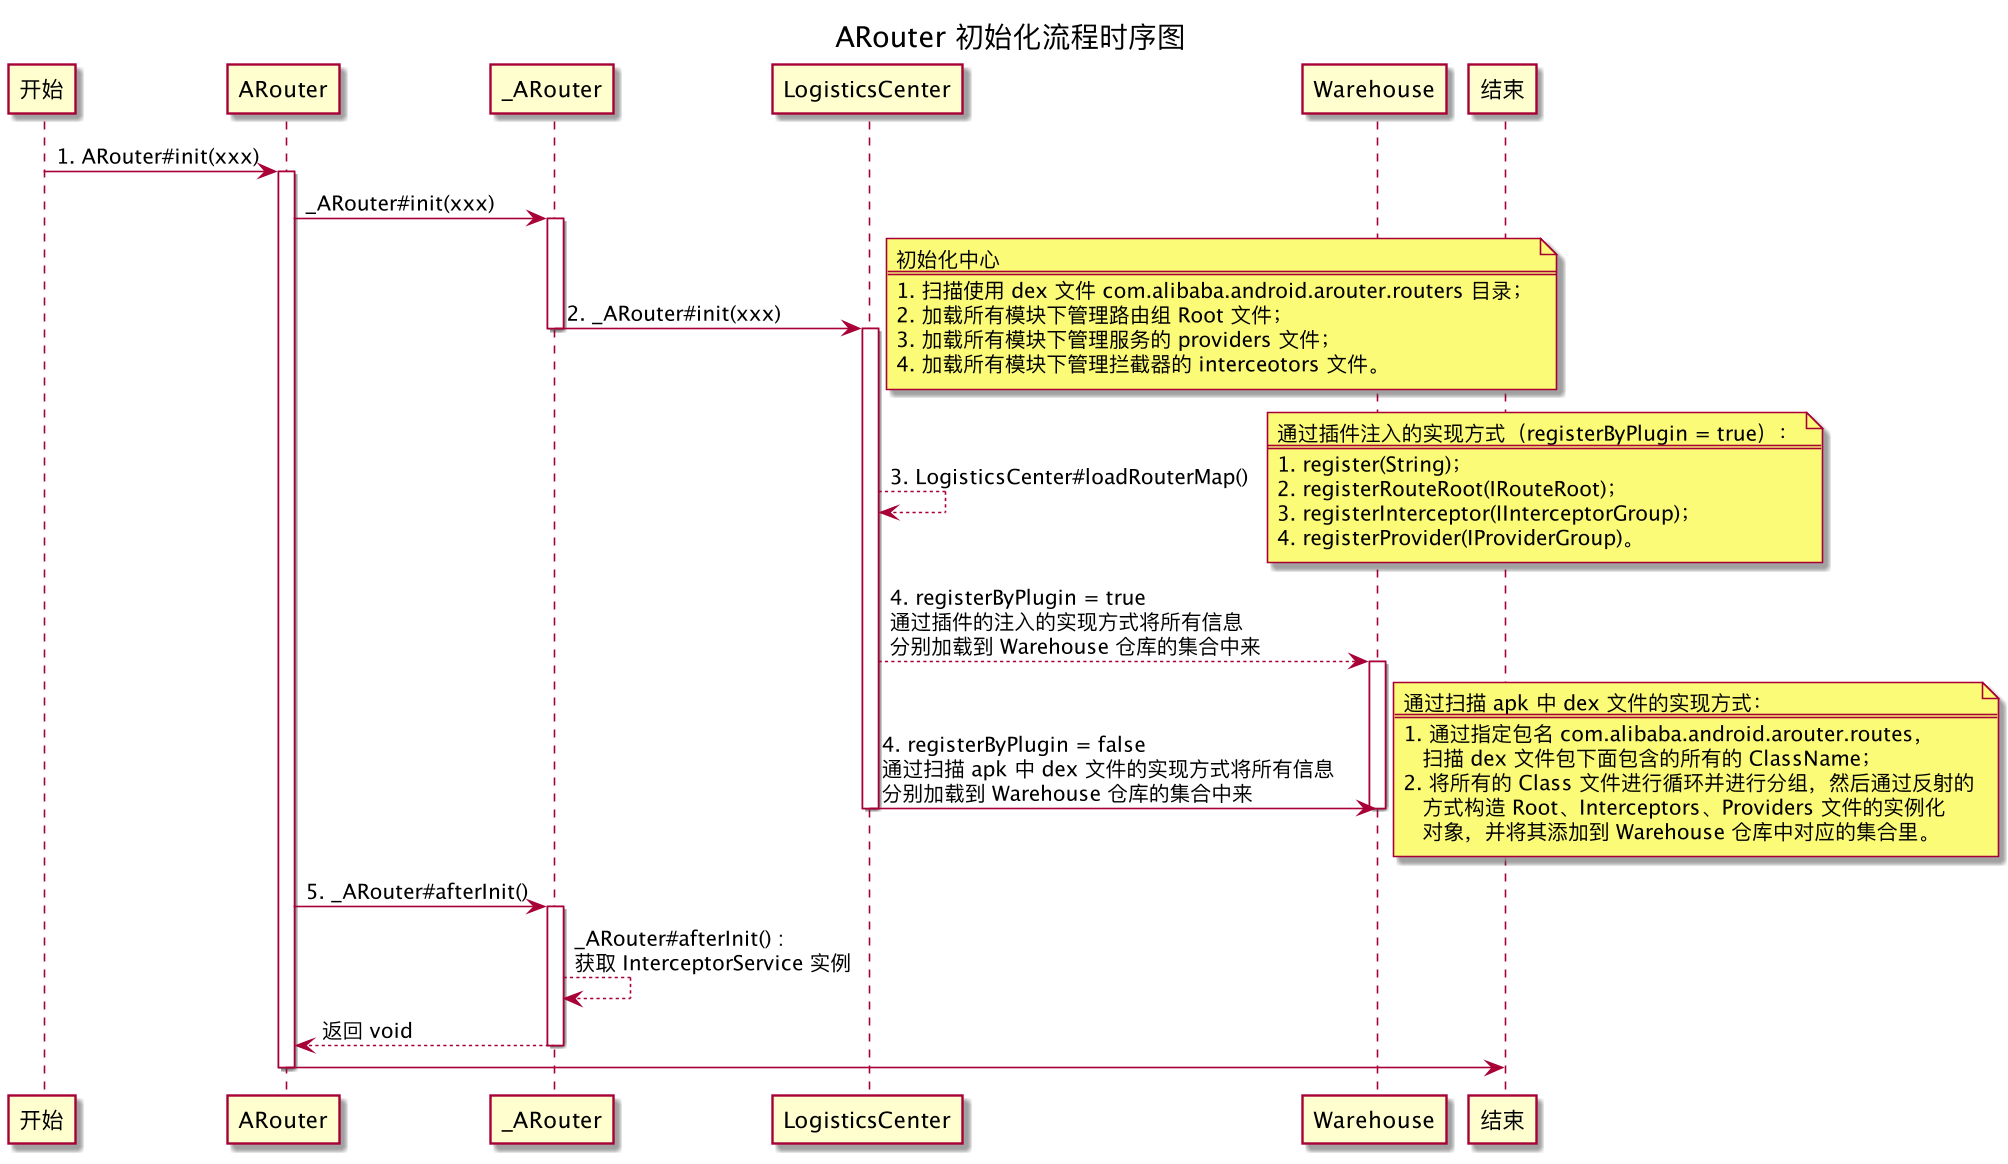 ARouter 初始化流程时序图
开始
ARouter
_ARouter
LogisticsCenter
Warehouse
结束
1. ARouter#init(xxx)
_ARouter#init(xxx)
初始化中心
1. 扫描使用 dex 文件 com.alibaba.android.arouter.routers 目录；
2. 加载所有模块下管理路由组 Root 文件；
3. 加载所有模块下管理服务的 providers 文件；
4. 加载所有模块下管理拦截器的 interceotors 文件。
2. _ARouter#init(xxx)
通过插件注入的实现方式（registerByPlugin = true）：
1. register(String)；
2. registerRouteRoot(IRouteRoot)；
3. registerInterceptor(IInterceptorGroup)；
4. registerProvider(IProviderGroup)。
3. LogisticsCenter#loadRouterMap()
4. registerByPlugin = true
通过插件的注入的实现方式将所有信息
分别加载到 Warehouse 仓库的集合中来
通过扫描 apk 中 dex 文件的实现方式：
1. 通过指定包名 com.alibaba.android.arouter.routes，
扫描 dex 文件包下面包含的所有的 ClassName；
2. 将所有的 Class 文件进行循环并进行分组，然后通过反射的
方式构造 Root、Interceptors、Providers 文件的实例化
对象，并将其添加到 Warehouse 仓库中对应的集合里。
4. registerByPlugin = false
通过扫描 apk 中 dex 文件的实现方式将所有信息
分别加载到 Warehouse 仓库的集合中来
5. _ARouter#afterInit()
_ARouter#afterInit() :
获取 InterceptorService 实例
返回 void
开始
ARouter
_ARouter
LogisticsCenter
Warehouse
结束